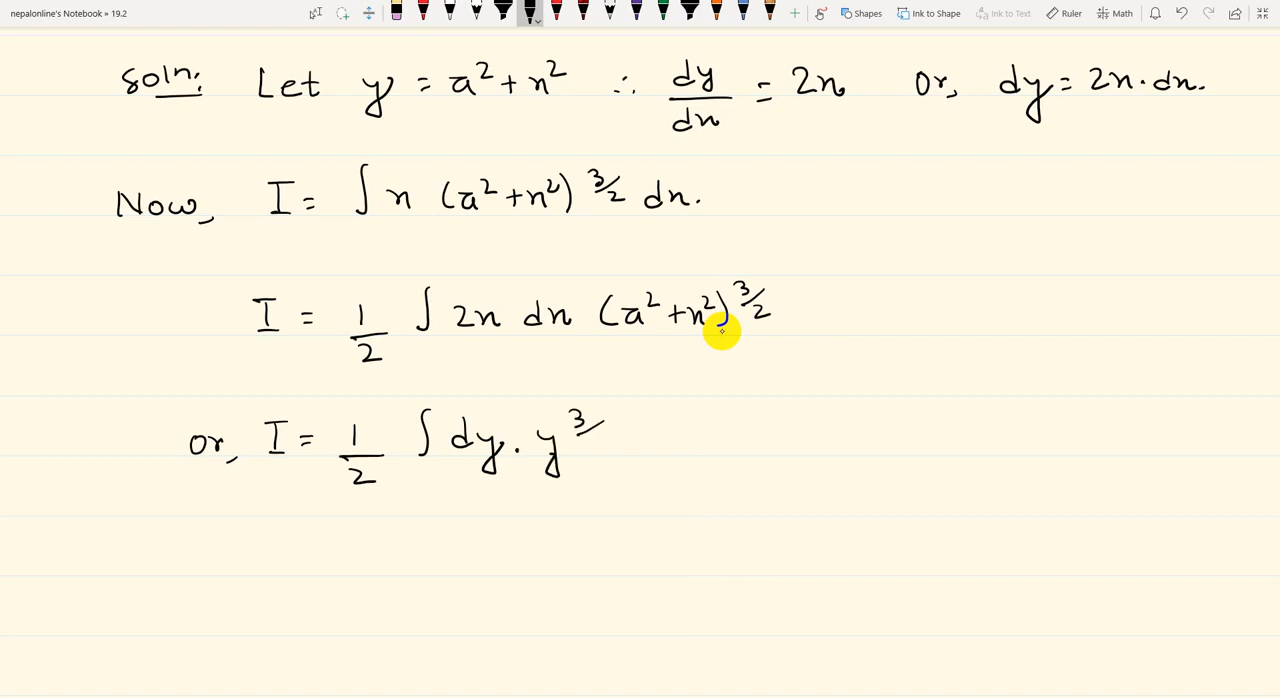 nepalonline's Notebook » 19.2
Shapes Ink to Shape Ink to Text Ruler Math
Soln: Let y = a² + x² ∴ dy/dx = 2x Or, dy = 2x · dx.
Now, I = ∫ x (a² + x²)^3/2 dx.
I = 1/2 ∫ 2x dx (a² + x²)^3/2
or, I = 1/2 ∫ dy · y^3/